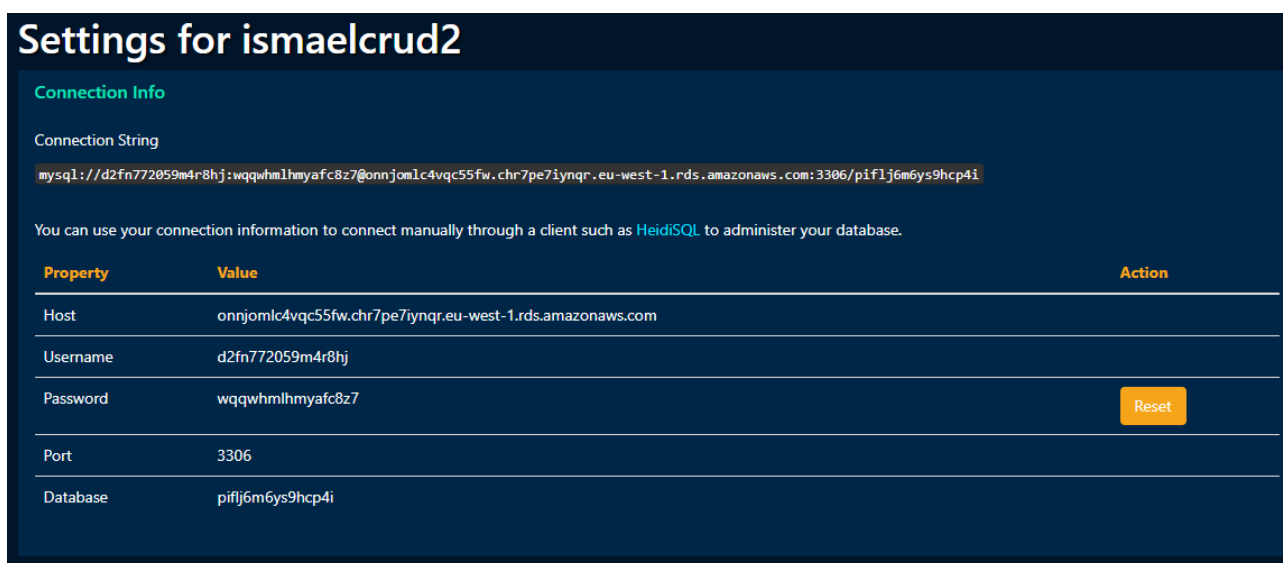 Settings for ismaelcrud2
Connection Info
Connection String
mysql://d2fn772059m4r8hj:wqqwhmlhmyafc8z7@onnjomlc4vqc55fw.chr7pe7iynqr.eu-west-1.rds.amazonaws.com:3306/piflj6m6ys9hcp4i
You can use your connection information to connect manually through a client such as HeidiSQL to administer your database.
Property Value Action
Host onnjomlc4vqc55fw.chr7pe7iynqr.eu-west-1.rds.amazonaws.com
Username d2fn772059m4r8hj
Password wqqwhmlhmyafc8z7 Reset
Port 3306
Database piflj6m6ys9hcp4i